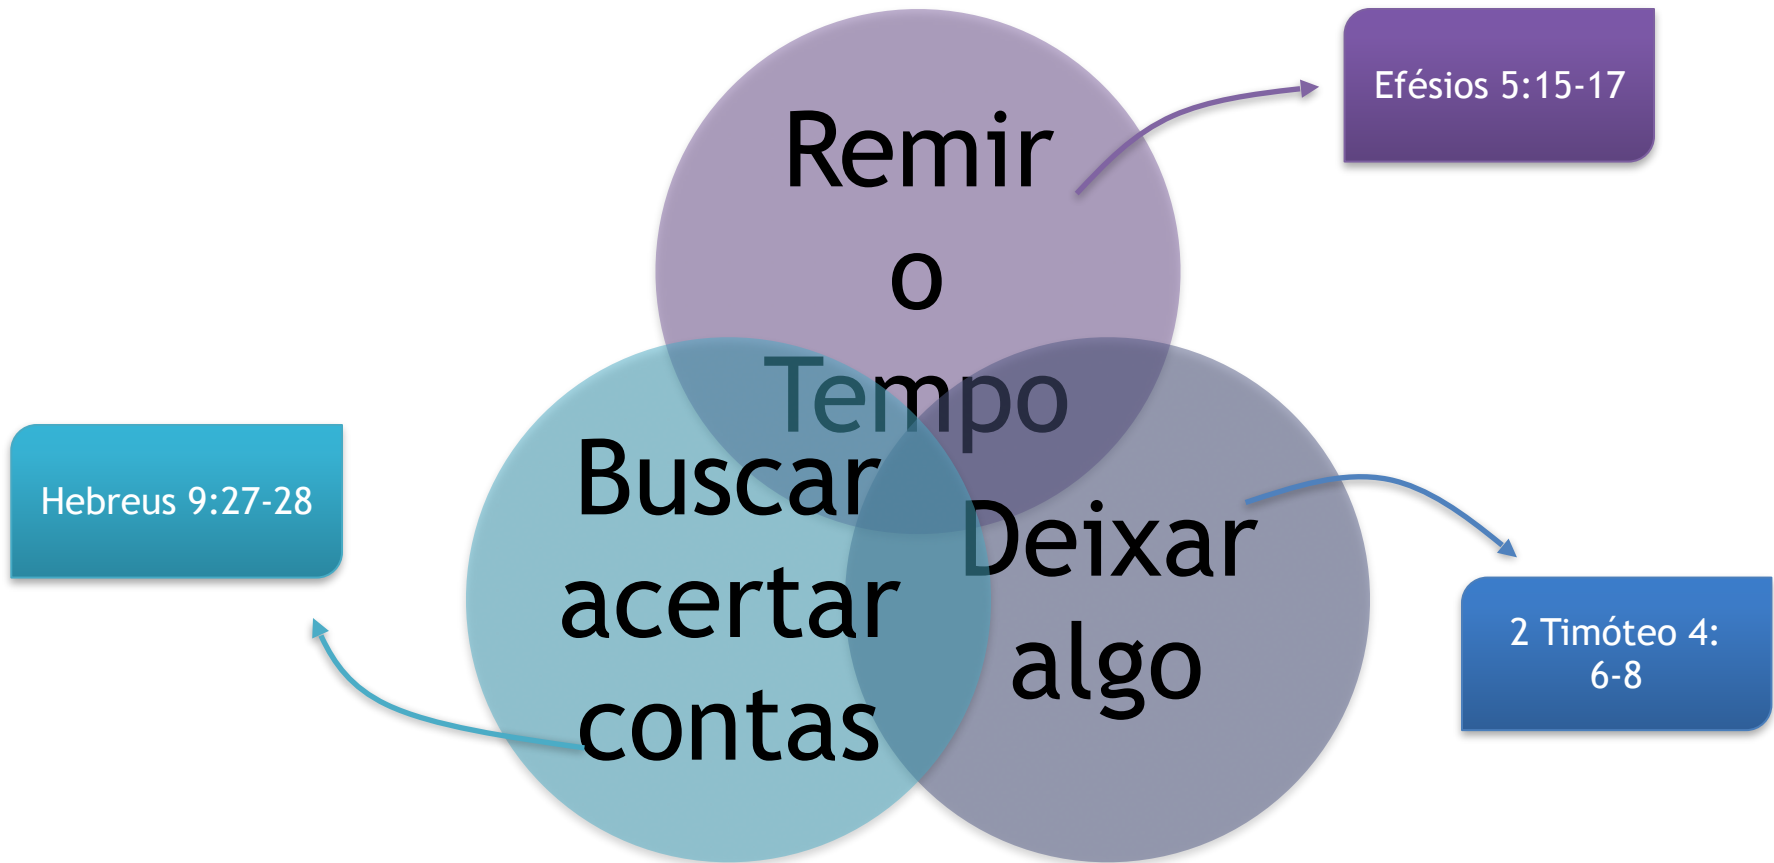 Remir
o
Tempo
Efésios 5:15-17
Buscar
acertar
contas
Hebreus 9:27-28
Deixar
algo
2 Timóteo 4:
6-8